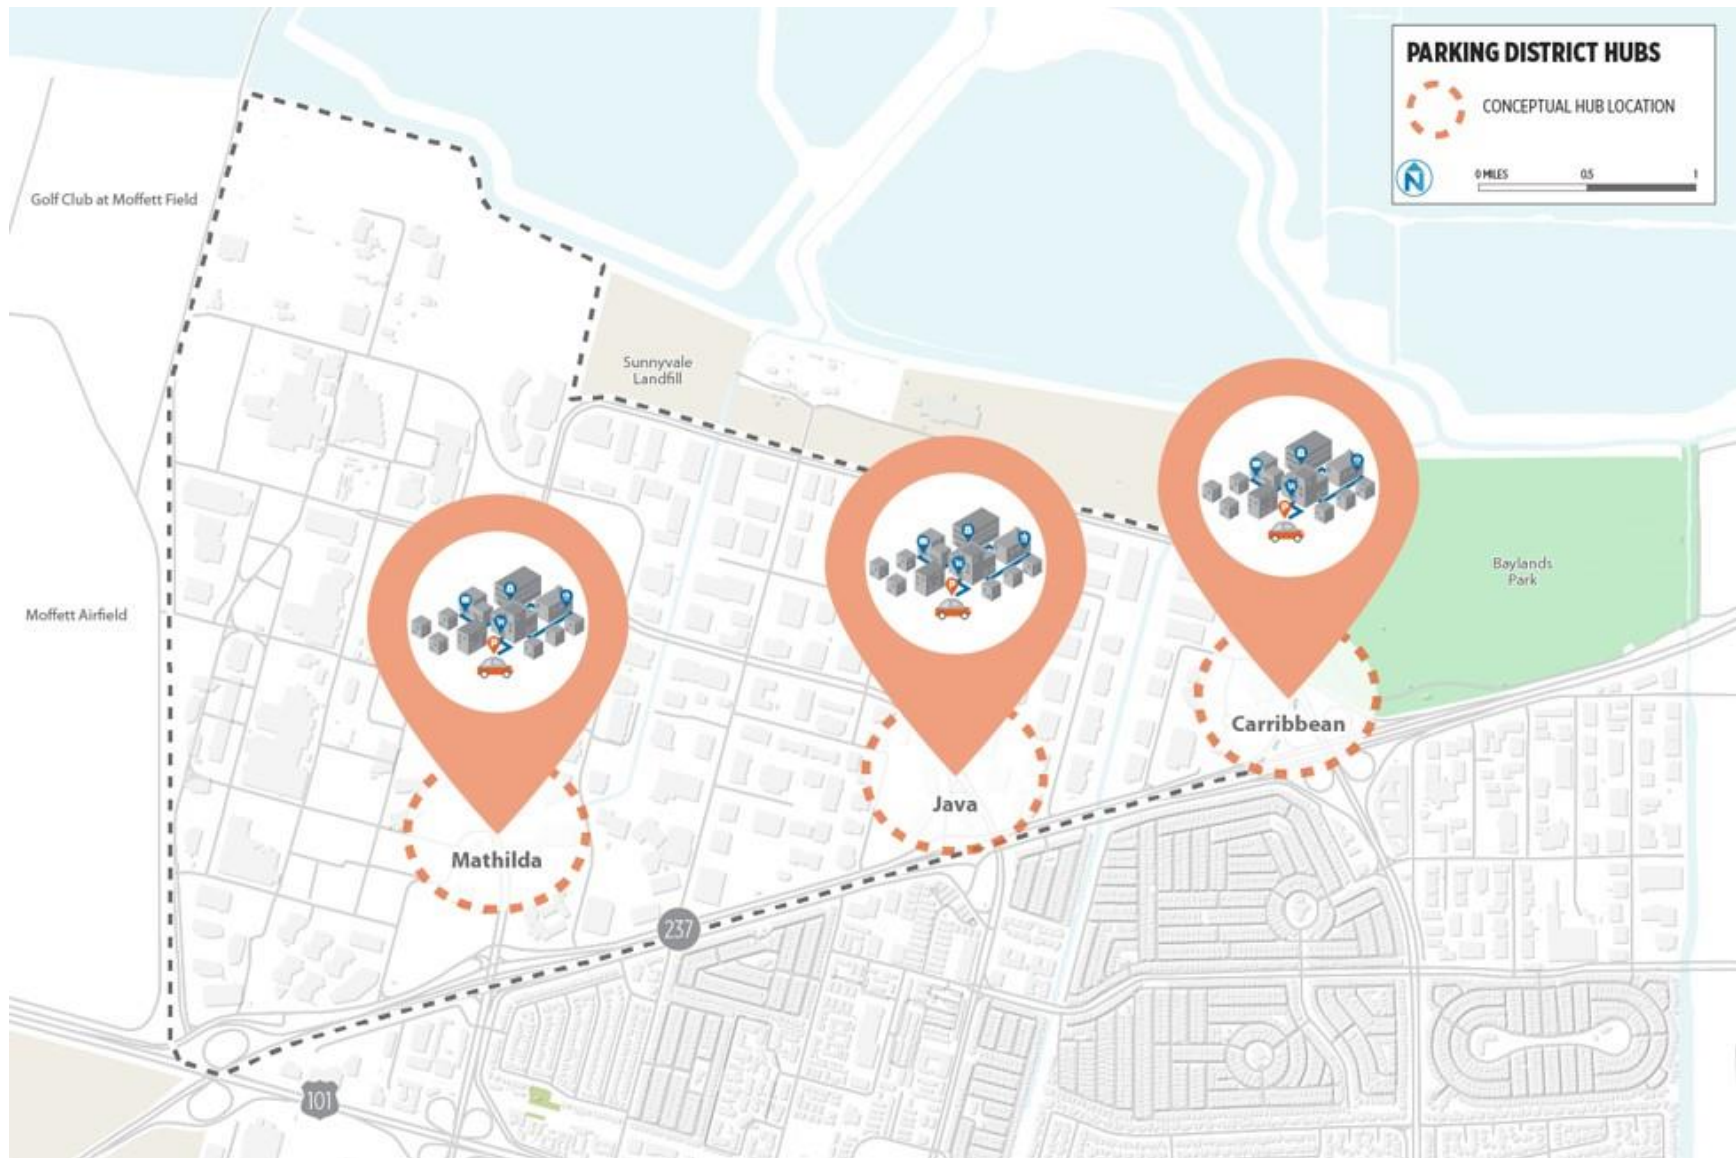 PARKING DISTRICT HUBS
CONCEPTUAL HUB LOCATION
N
0 MILES
0.5
1
Golf Club at Moffett Field
Sunnyvale
Landfill
Baylands
Park
Moffett Airfield
Carribbean
Java
Mathilda
237
101